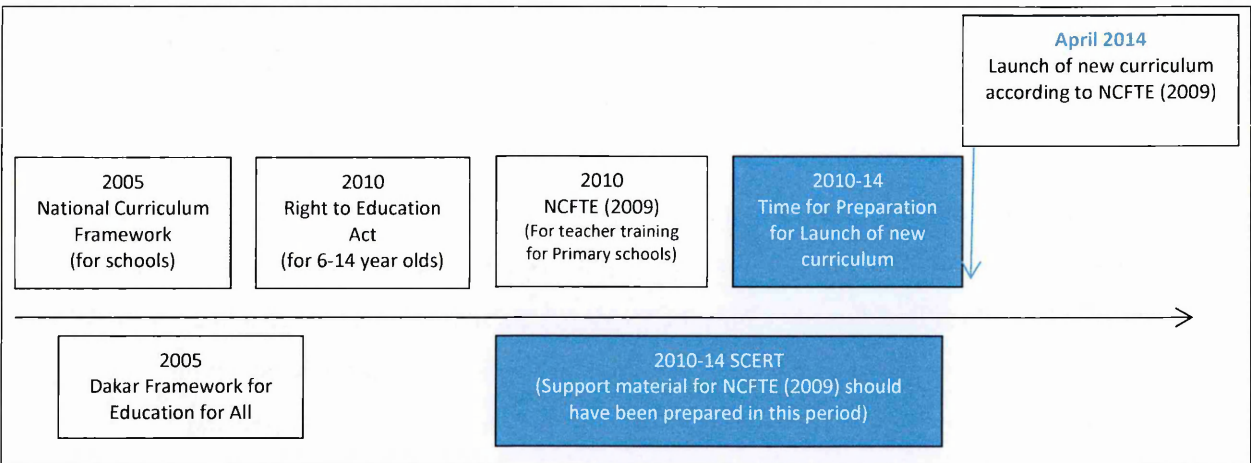 April 2014
Launch of new curriculum
according to NCFTE (2009)
2005
National Curriculum
Framework
(for schools)
2010
Right to Education
Act
(for 6-14 year olds)
2010
NCFTE (2009)
(For teacher training
for Primary schools)
2010-14
Time for Preparation
for Launch of new
curriculum
2005
Dakar Framework for
Education for All
2010-14 SCERT
(Support material for NCFTE (2009) should
have been prepared in this period)